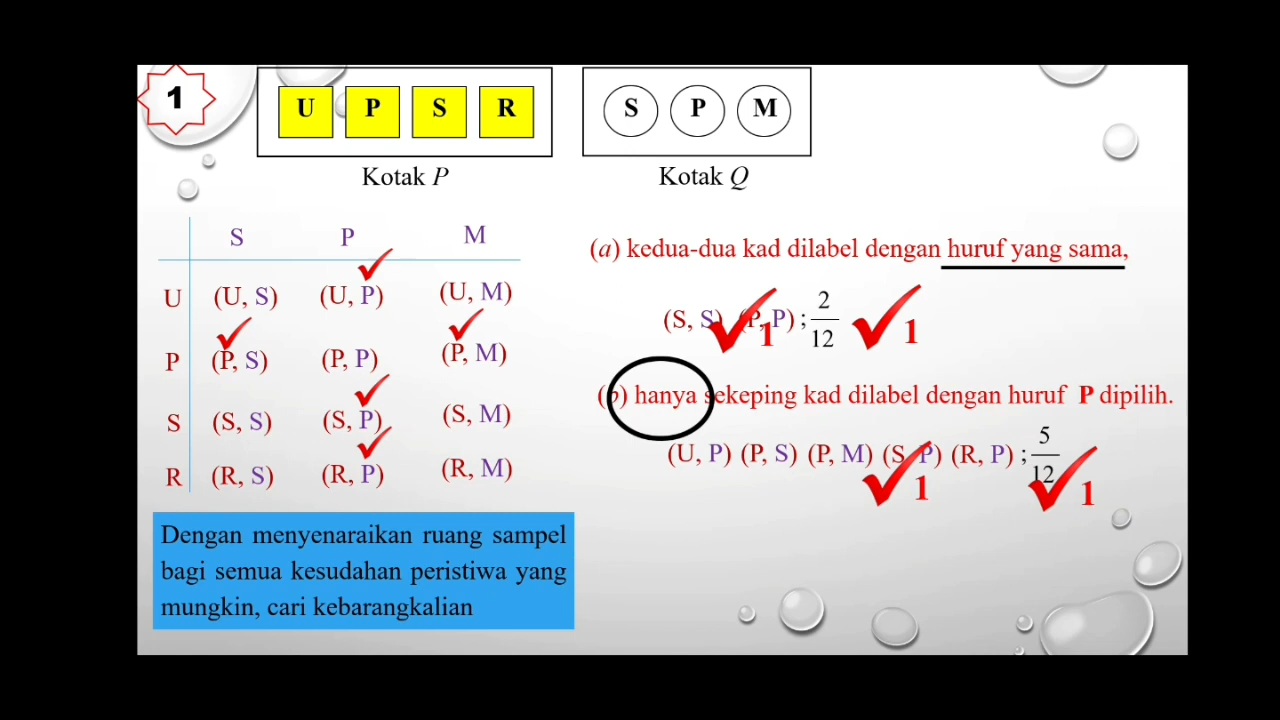 1
U P S R
S P M
Kotak P
Kotak Q
S P M
U (U, S) (U, P) (U, M)
P (P, S) (P, P) (P, M)
S (S, S) (S, P) (S, M)
R (R, S) (R, P) (R, M)
Dengan menyenaraikan ruang sampel
bagi semua kesudahan peristiwa yang
mungkin, cari kebarangkalian
(a) kedua-dua kad dilabel dengan huruf yang sama,
(S, S) (P, P) ; 2/12
1 1
(b) hanya sekeping kad dilabel dengan huruf P dipilih.
(U, P) (P, S) (P, M) (S, P) (R, P) ; 5/12
1 1